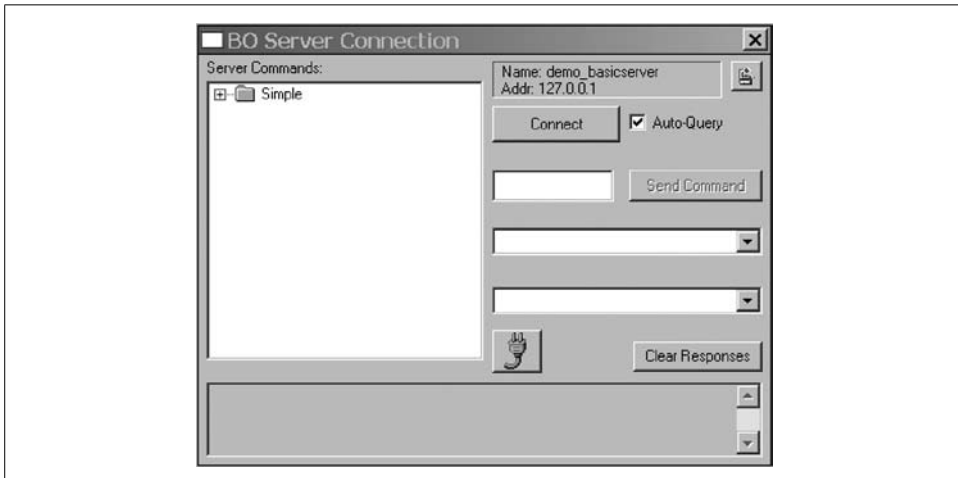 BO Server Connection
Server Commands:
Simple
Name: demo_basicserver
Addr: 127.0.0.1
Connect
Auto-Query
Send Command
Clear Responses